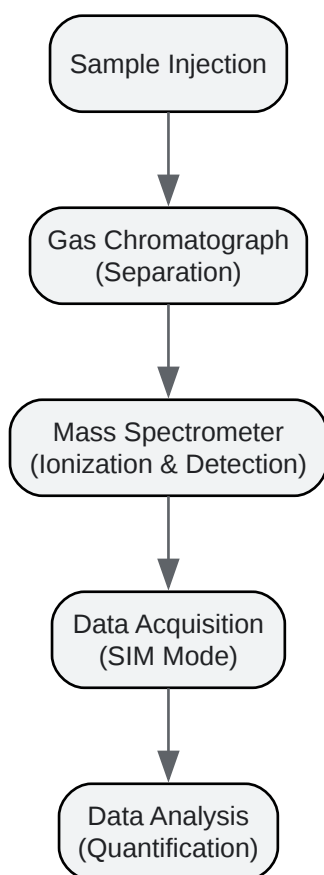 Sample Injection
Gas Chromatograph
(Separation)
Mass Spectrometer
(Ionization & Detection)
Data Acquisition
(SIM Mode)
Data Analysis
(Quantification)